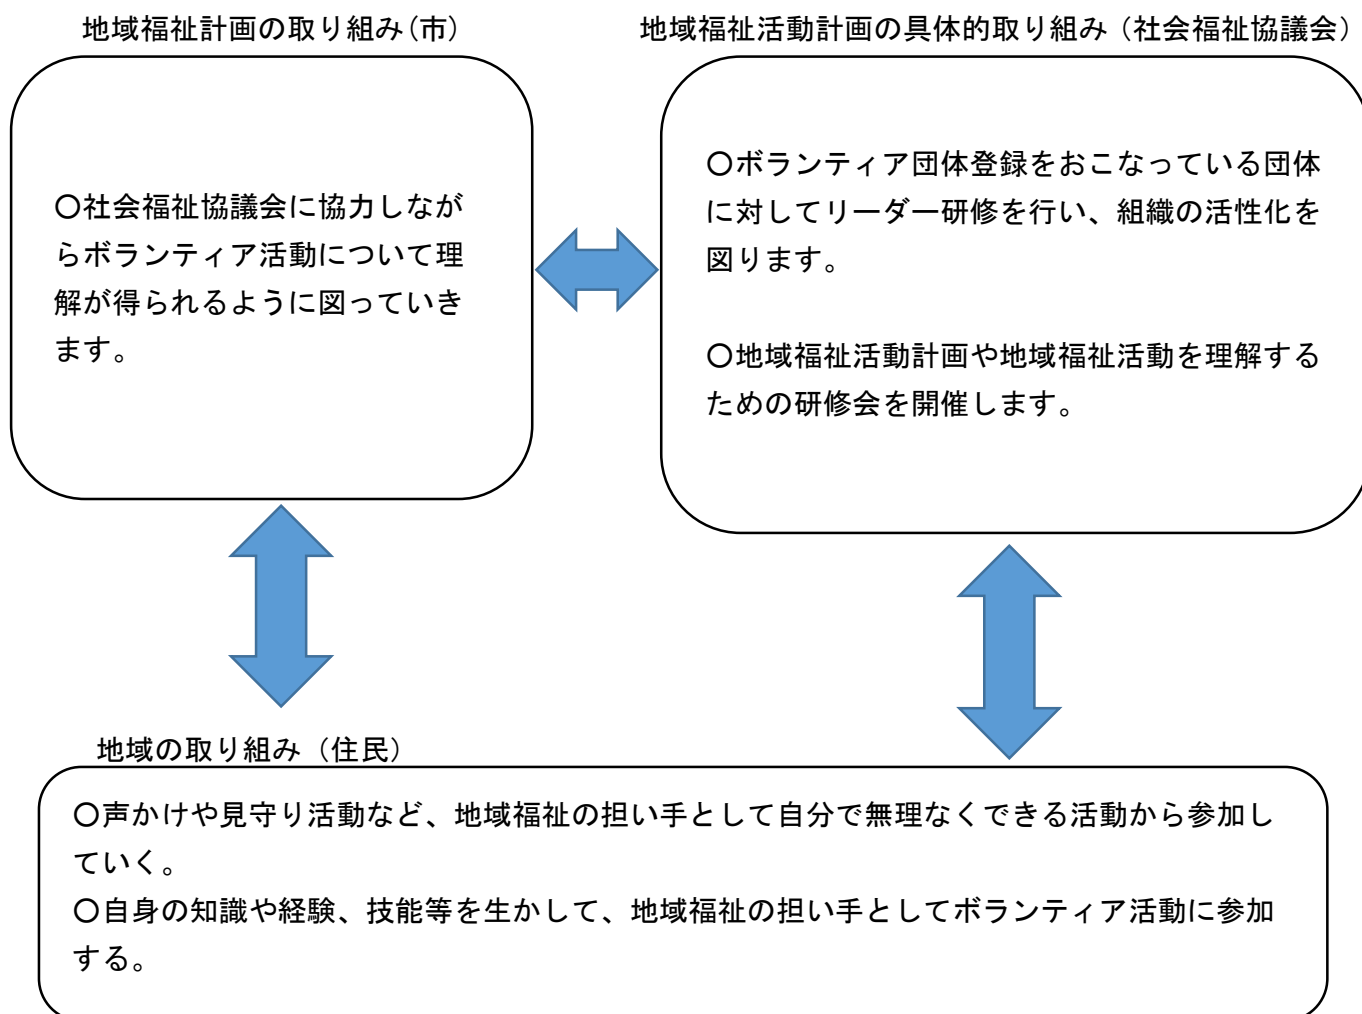 地域福祉計画の取り組み(市)
〇社会福祉協議会に協力しなが
らボランティア活動について理
解が得られるように図っていき
ます。
地域福祉活動計画の具体的取り組み（社会福祉協議会）
〇ボランティア団体登録をおこなっている団体
に対してリーダー研修を行い、組織の活性化を
図ります。
〇地域福祉活動計画や地域福祉活動を理解する
ための研修会を開催します。
地域の取り組み（住民）
〇声かけや見守り活動など、地域福祉の担い手として自分で無理なくできる活動から参加し
ていく。
〇自身の知識や経験、技能等を生かして、地域福祉の担い手としてボランティア活動に参加
する。